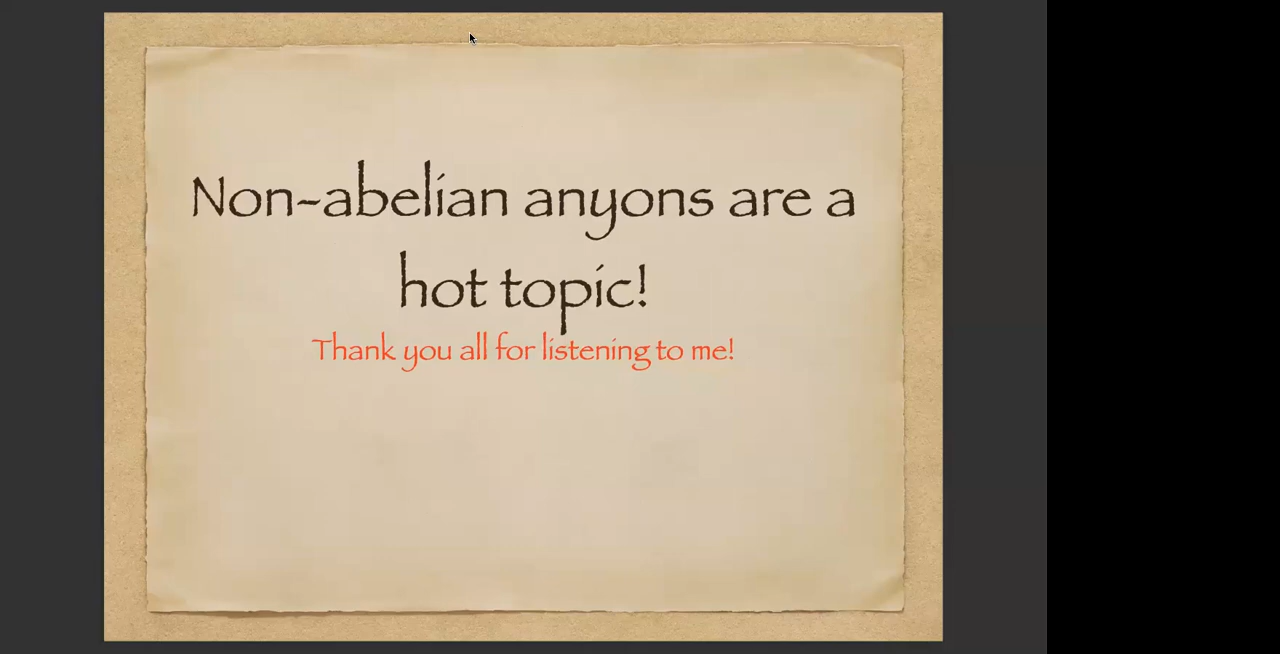 Non-abelian anyons are a
hot topic!
Thank you all for listening to me!